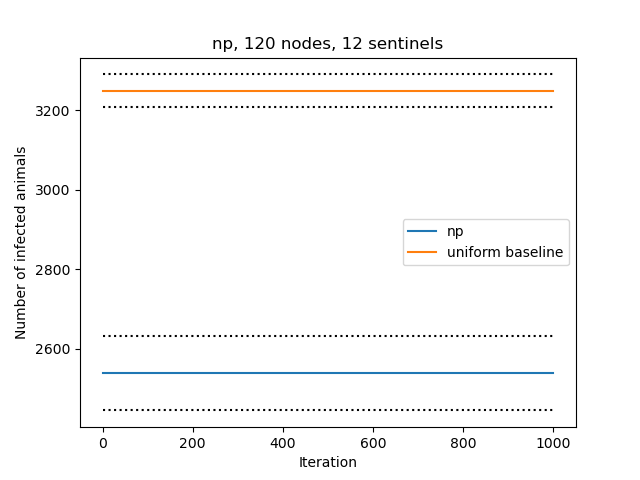 np, 120 nodes, 12 sentinels
Number of infected animals
3200
3000
2800
2600
np
uniform baseline
0
200
400
600
800
1000
Iteration